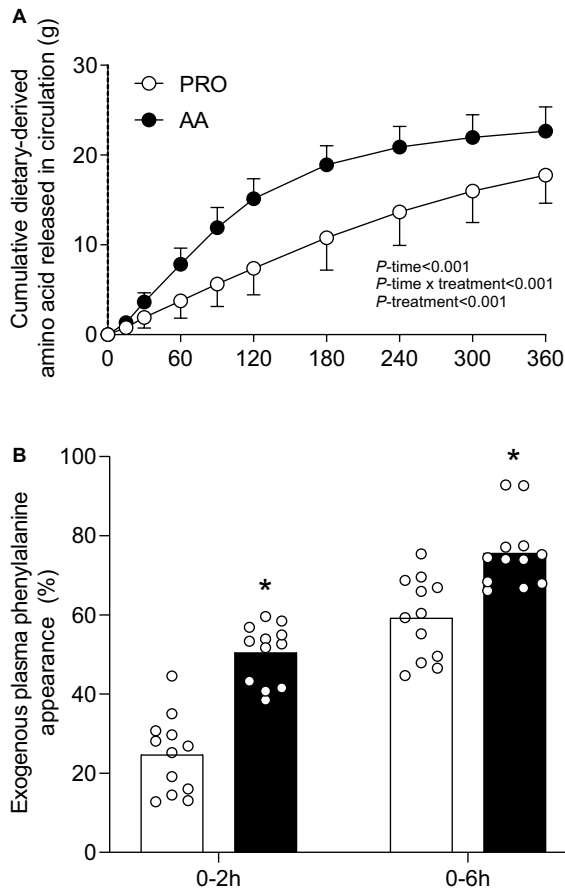 A
Cumulative dietary-derived
amino acid released in circulation (g)
30
20
10
0
PRO
AA
P-time<0.001
P-time x treatment<0.001
P-treatment<0.001
0 60 120 180 240 300 360
B
Exogenous plasma phenylalanine
appearance (%)
100
80
60
40
20
0
*
*
0-2h 0-6h